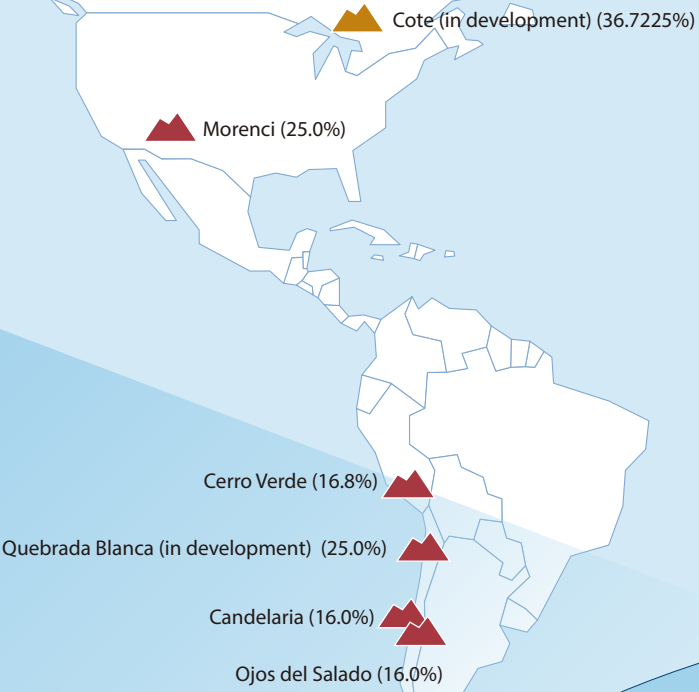 Cote (in development) (36.7225%)
Morenci (25.0%)
Cerro Verde (16.8%)
Quebrada Blanca (in development) (25.0%)
Candelaria (16.0%)
Ojos del Salado (16.0%)